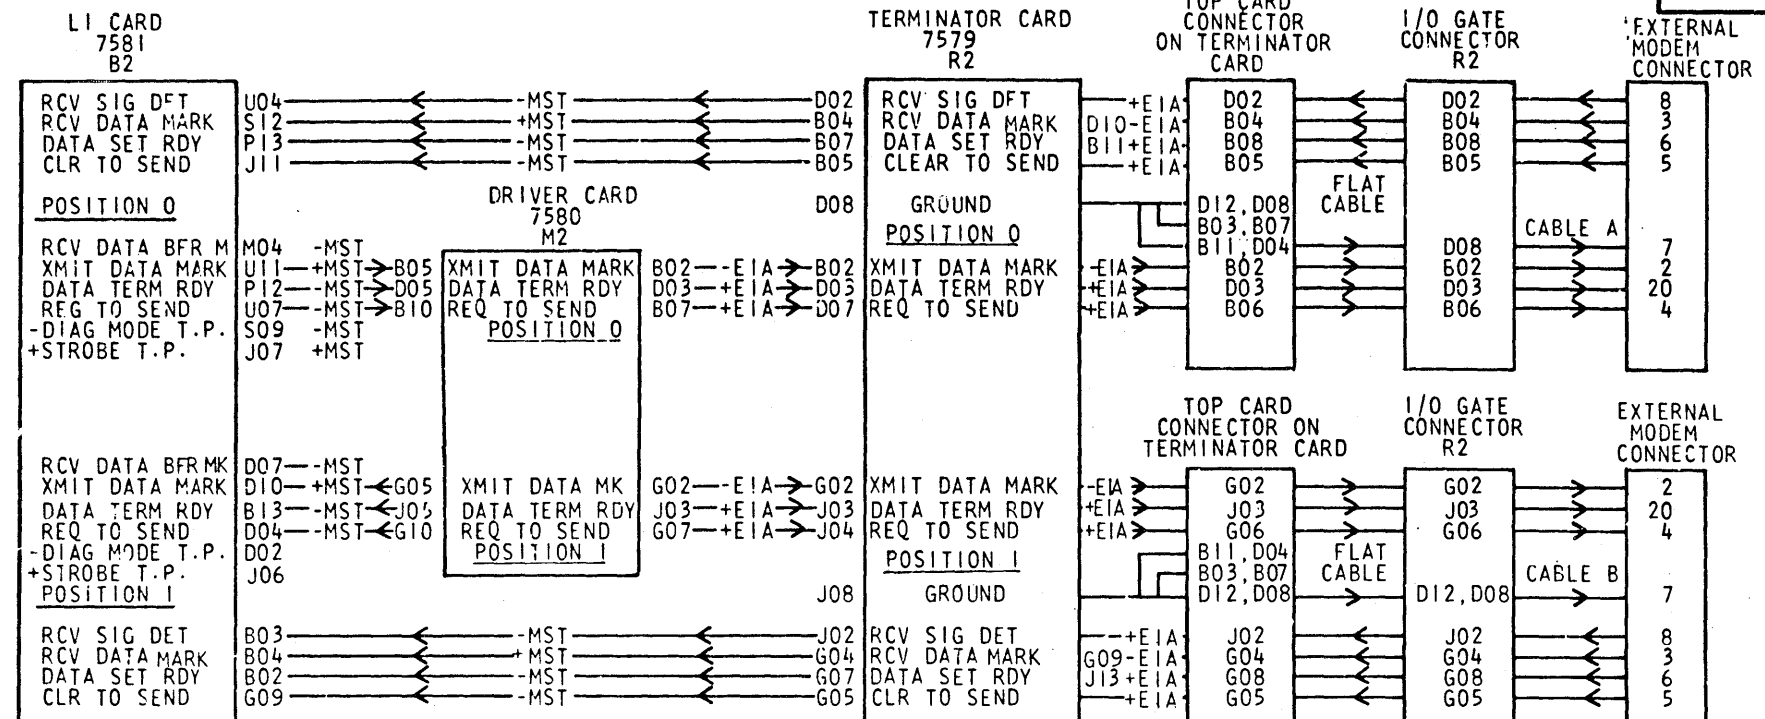 LI CARD
7581
B2
TERMINATOR CARD
7579
R2
TOP CARD
CONNECTOR
ON TERMINATOR
CARD
I/O GATE
CONNECTOR
R2
EXTERNAL
MODEM
CONNECTOR
RCV SIG DET U04 -MST D02 RCV SIG DET +EIA D02 D02 8
RCV DATA MARK S12 +MST B04 RCV DATA MARK D10 -EIA B04 B04 3
DATA SET RDY P13 -MST B07 DATA SET RDY B11 +EIA B08 B08 6
CLR TO SEND J11 -MST B05 CLEAR TO SEND +EIA B05 B05 5
FLAT
CABLE
DRIVER CARD
7580
M2
POSITION 0 D08 GROUND D12,D08
POSITION 0 B03,B07 CABLE A
RCV DATA BFR M M04 -MST B11,D04 D08 7
XMIT DATA MARK U11 +MST B05 XMIT DATA MARK B02 -EIA B02 XMIT DATA MARK -EIA B02 B02 2
DATA TERM RDY P12 -MST D05 DATA TERM RDY D03 +EIA D03 DATA TERM RDY +EIA D03 D03 20
REG TO SEND U07 -MST B10 REQ TO SEND B07 +EIA D07 REQ TO SEND +EIA B06 B06 4
-DIAG MODE T.P. S09 -MST POSITION 0
+STROBE T.P. J07 +MST
TOP CARD
CONNECTOR ON
TERMINATOR CARD
I/O GATE
CONNECTOR
R2
EXTERNAL
MODEM
CONNECTOR
RCV DATA BFR MK D07 -MST
XMIT DATA MARK D10 +MST G05 XMIT DATA MK G02 -EIA G02 XMIT DATA MARK -EIA G02 G02 2
DATA TERM RDY B13 -MST J05 DATA TERM RDY J03 +EIA J03 DATA TERM RDY +EIA J03 J03 20
REQ TO SEND D04 -MST G10 REQ TO SEND G07 +EIA J04 REQ TO SEND +EIA G06 G06 4
-DIAG MODE T.P. D02 POSITION 1 POSITION 1 B11,D04 FLAT
+STROBE T.P. J06 B03,B07 CABLE CABLE B
POSITION 1 J08 GROUND D12,D08 D12,D08 7
RCV SIG DET B03 -MST J02 RCV SIG DET +EIA J02 J02 8
RCV DATA MARK B04 +MST G04 RCV DATA MARK G09 -EIA G04 G04 3
DATA SET RDY B02 -MST G07 DATA SET RDY J13 +EIA G08 G08 6
CLR TO SEND G09 -MST G05 CLR TO SEND +EIA G05 G05 5